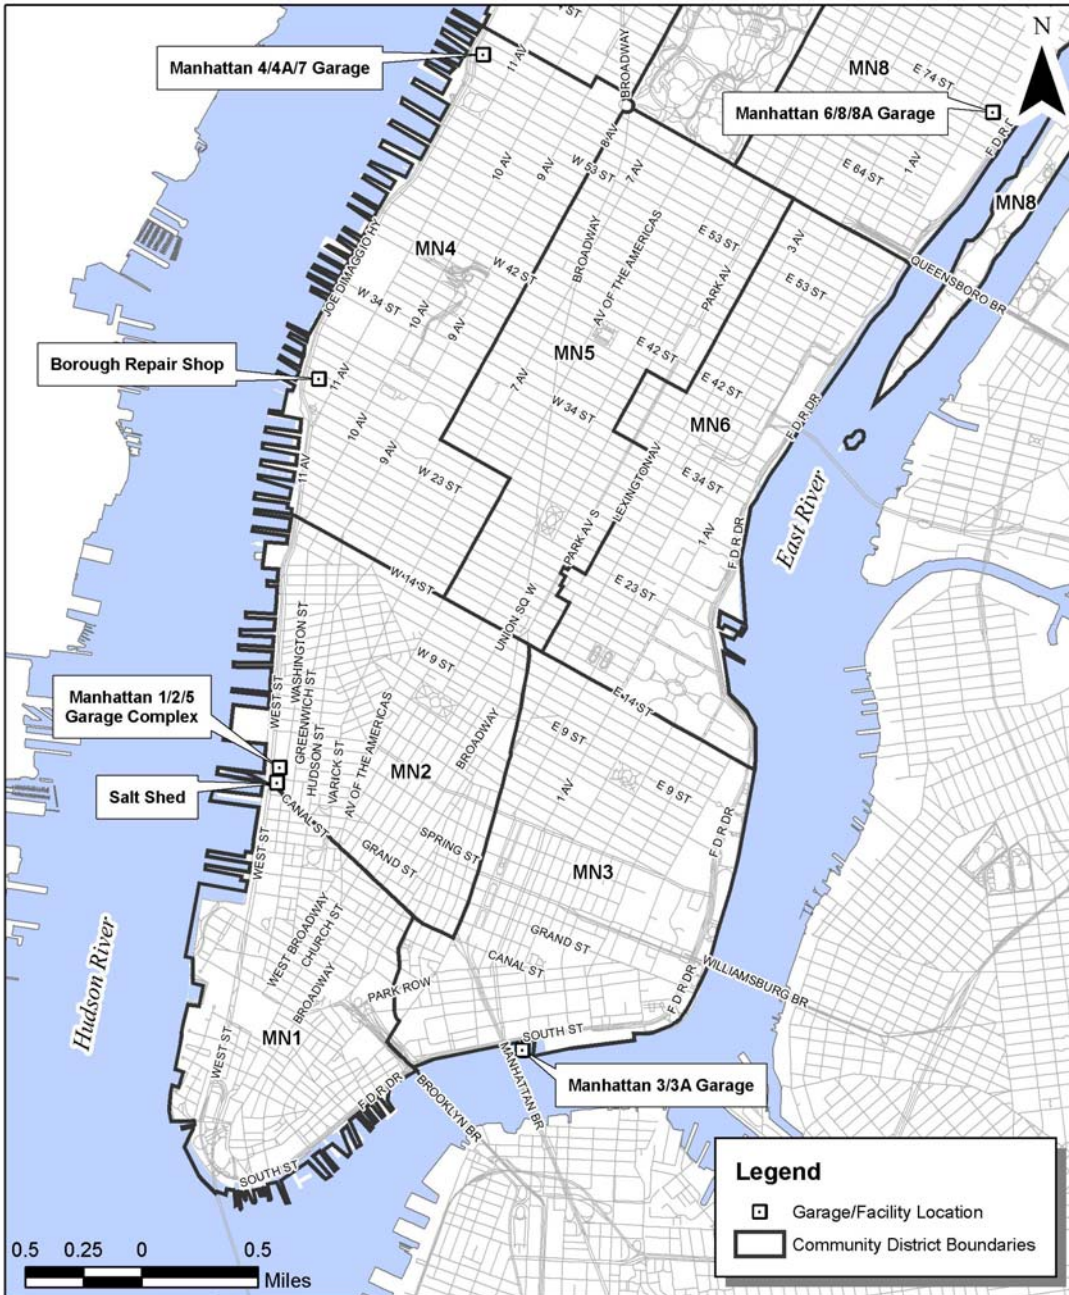 AV
BROADWAY
N
11 AV
Manhattan 4/4A/7 Garage
MN8
E 74 ST
Manhattan 6/8/8A Garage
F D R D
8 AV
10 AV
9 AV
W 53 ST
7 AV
E 64 ST
1 AV
MN8
JOE DIMAGGIO HY
MN4
BROADWAY
AV OF THE AMERICAS
E 53 ST
PARK AV
3 AV
E 53 ST
QUEENSBORO BR
W 42 ST
W 34 ST
10 AV
9 AV
MN5
E 42 ST
E 42 ST
Borough Repair Shop
11 AV
7 AV
W 34 ST
MN6
F D R DR
10 AV
9 AV
W 23 ST
LEXINGTON AV
E 34 ST
11 AV
PARK AV S
1 AV
F D R DR
East River
W 14 ST
UNION SQ W
E 23 ST
WEST ST
WASHINGTON ST
GREENWICH ST
HUDSON ST
VARICK ST
AV OF THE AMERICAS
W 9 ST
BROADWAY
E 14 ST
Manhattan 1/2/5
Garage Complex
E 9 ST
MN2
Salt Shed
1 AV
E 9 ST
CANAL ST
WEST ST
GRAND ST
SPRING ST
F D R DR
MN3
Hudson River
WEST BROADWAY
CHURCH ST
BROADWAY
GRAND ST
CANAL ST
WILLIAMSBURG BR
PARK ROW
F D R DR
MN1
WEST ST
SOUTH ST
MANHATTAN BR
Manhattan 3/3A Garage
F D R DR
BROOKLYN BR
SOUTH ST
Legend
Garage/Facility Location
Community District Boundaries
0.5 0.25 0 0.5
Miles